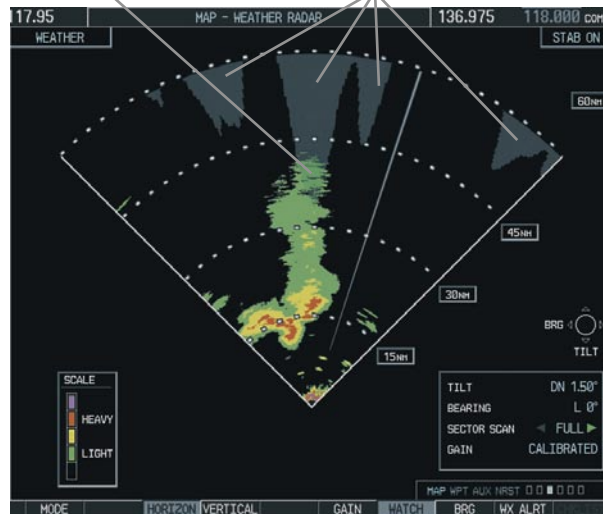 17.95 MAP - WEATHER RADAR 136.975 118.000 COM
WEATHER STAB ON
60NM
45NM
30NM
BRG
TILT
15NM
SCALE
HEAVY
LIGHT
TILT DN 1.50°
BEARING L 0°
SECTOR SCAN FULL
GAIN CALIBRATED
MAP WPT AUX NRST
MODE HORIZON VERTICAL GAIN WATCH BRG WX ALRT